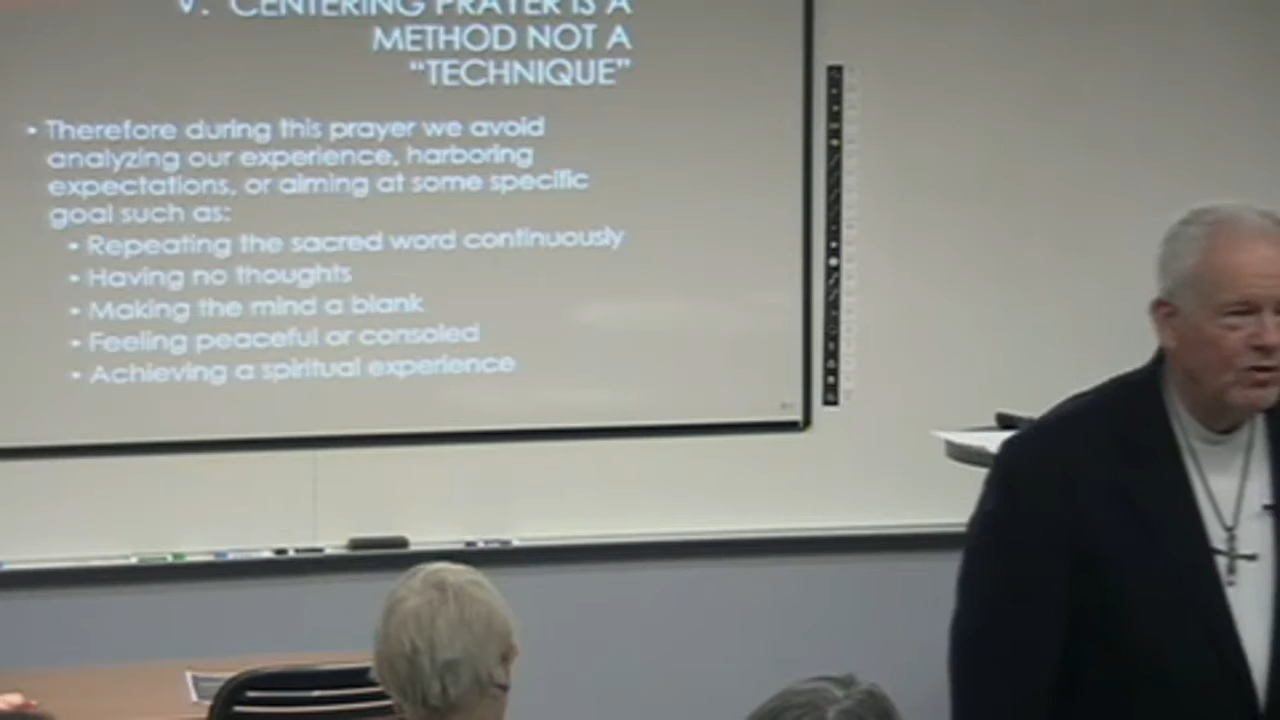 V. CENTERING PRAYER IS A
METHOD NOT A
“TECHNIQUE”
• Therefore during this prayer we avoid
analyzing our experience, harboring
expectations, or aiming at some specific
goal such as:
• Repeating the sacred word continuously
• Having no thoughts
• Making the mind a blank
• Feeling peaceful or consoled
• Achieving a spiritual experience